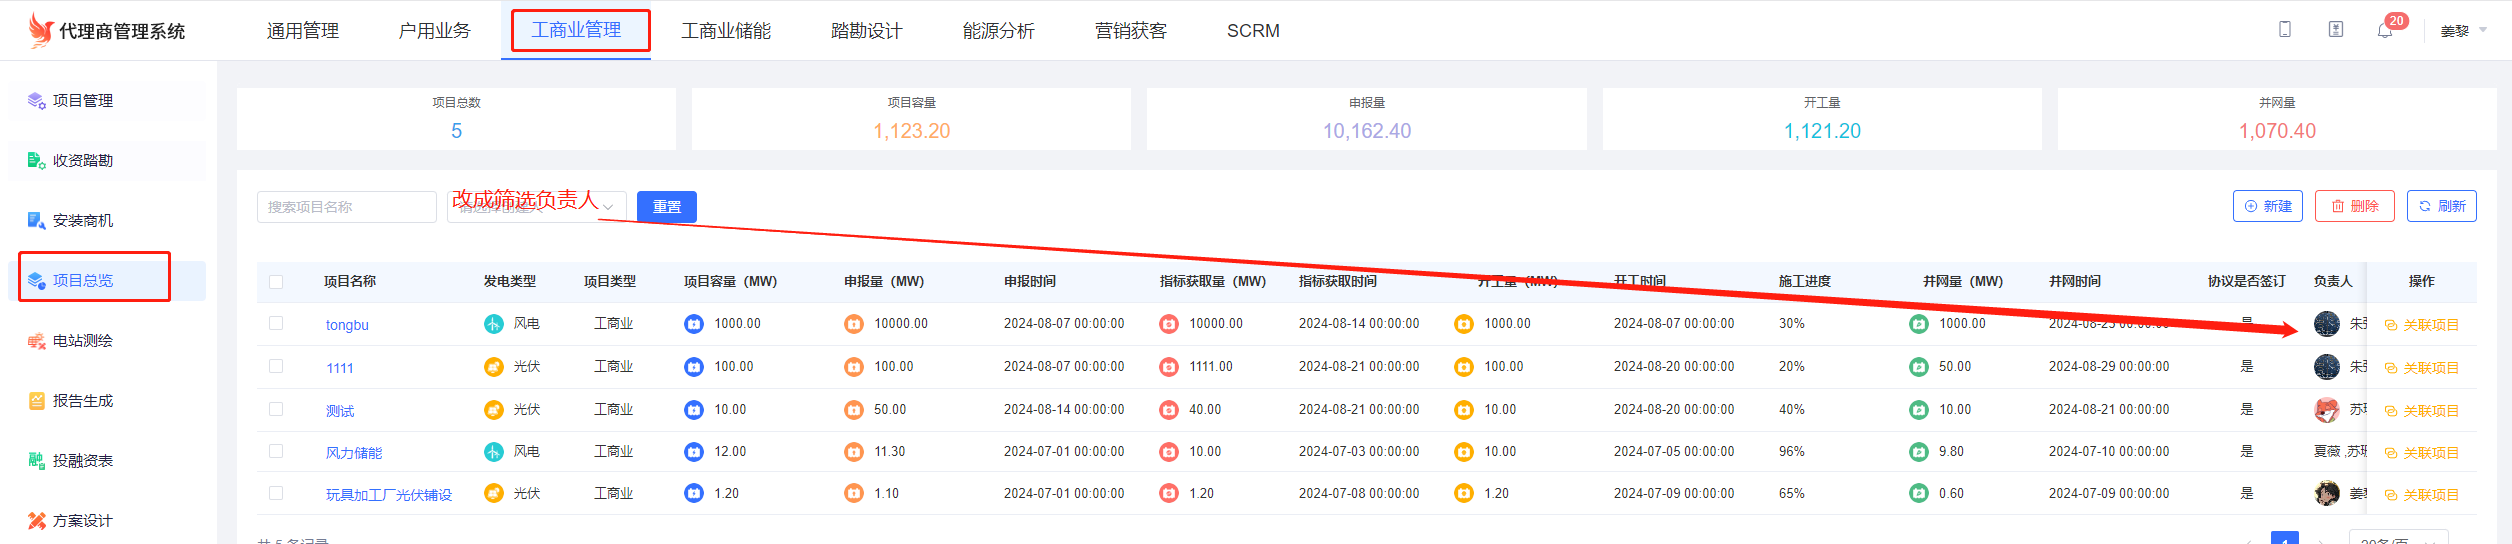 代理商管理系统 通用管理 户用业务 工商业管理 工商业储能 踏勘设计 能源分析 营销获客 SCRM 20 姜黎
项目管理
收资踏勘
安装商机
项目总览
电站测绘
报告生成
投融资表
方案设计
项目总数 项目容量 申报量 开工量 并网量
5 1,123.20 10,162.40 1,121.20 1,070.40
搜索项目名称 改成筛选负责人 重置 新建 删除 刷新
项目名称 发电类型 项目类型 项目容量（MW） 申报量（MW） 申报时间 指标获取量（MW） 指标获取时间 开工量（MW） 开工时间 施工进度 并网量（MW） 并网时间 协议是否签订 负责人 操作
tongbu 风电 工商业 1000.00 10000.00 2024-08-07 00:00:00 10000.00 2024-08-14 00:00:00 1000.00 2024-08-07 00:00:00 30% 1000.00 2024-08-23 00:00:00 是 朱 关联项目
1111 光伏 工商业 100.00 100.00 2024-08-07 00:00:00 1111.00 2024-08-21 00:00:00 100.00 2024-08-20 00:00:00 20% 50.00 2024-08-29 00:00:00 是 朱 关联项目
测试 光伏 工商业 10.00 50.00 2024-08-14 00:00:00 40.00 2024-08-21 00:00:00 10.00 2024-08-20 00:00:00 40% 10.00 2024-08-21 00:00:00 是 苏 关联项目
风力储能 风电 工商业 12.00 11.30 2024-07-01 00:00:00 10.00 2024-07-03 00:00:00 10.00 2024-07-05 00:00:00 96% 9.80 2024-07-10 00:00:00 是 夏薇 ,苏 关联项目
玩具加工厂光伏铺设 光伏 工商业 1.20 1.10 2024-07-01 00:00:00 1.20 2024-07-08 00:00:00 1.20 2024-07-09 00:00:00 65% 0.60 2024-07-09 00:00:00 是 姜 关联项目
共 5 条记录 1 20条/页